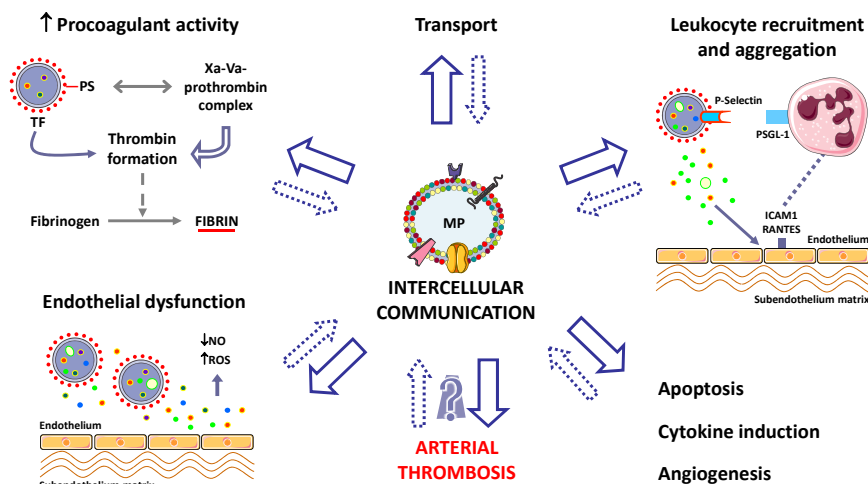 ↑ Procoagulant activity
PS
TF
Xa-Va-
prothrombin
complex
Thrombin
formation
Fibrinogen
FIBRIN
Transport
Leukocyte recruitment
and aggregation
P-Selectin
PSGL-1
ICAM1
RANTES
Endothelium
Subendothelium matrix
MP
INTERCELLULAR
COMMUNICATION
Endothelial dysfunction
↓NO
↑ROS
Endothelium
Subendothelium matrix
?
ARTERIAL
THROMBOSIS
Apoptosis
Cytokine induction
Angiogenesis